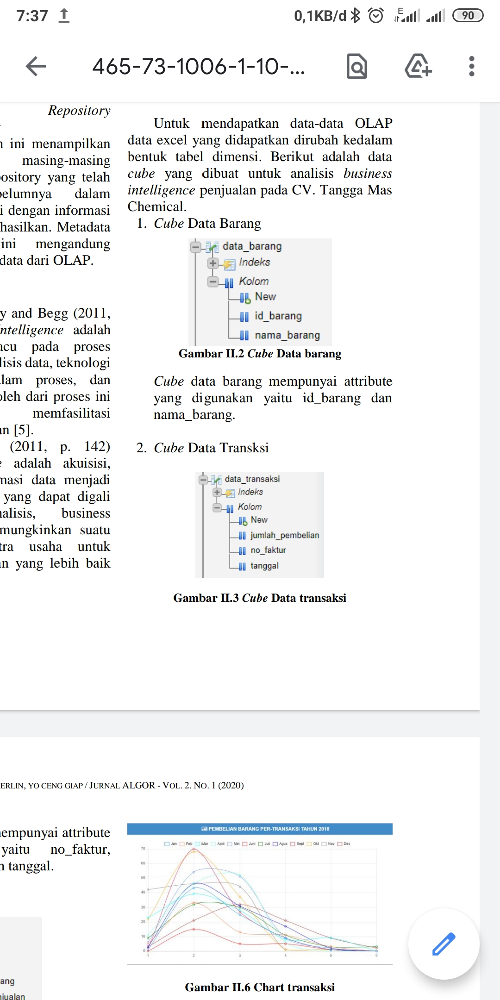 7:37
0,1KB/d
E
90
465-73-1006-1-10-...
Repository
ini menampilkan
masing-masing
ository yang telah
belumnya dalam
i dengan informasi
hasilkan. Metadata
ini mengandung
data dari OLAP.
y and Begg (2011,
ntelligence adalah
acu pada proses
lisis data, teknologi
lam proses, dan
oleh dari proses ini
memfasilitasi
an [5].
(2011, p. 142)
adalah akuisisi,
masi data menjadi
yang dapat digali
nalisis, business
mungkinkan suatu
tra usaha untuk
an yang lebih baik
Untuk mendapatkan data-data OLAP
data excel yang didapatkan dirubah kedalam
bentuk tabel dimensi. Berikut adalah data
cube yang dibuat untuk analisis business
intelligence penjualan pada CV. Tangga Mas
Chemical.
1. Cube Data Barang
data_barang
Indeks
Kolom
New
id_barang
nama_barang
Gambar II.2 Cube Data barang
Cube data barang mempunyai attribute
yang digunakan yaitu id_barang dan
nama_barang.
2. Cube Data Transksi
data_transaksi
Indeks
Kolom
New
jumlah_pembelian
no_faktur
tanggal
Gambar II.3 Cube Data transaksi
ERLIN, YO CENG GIAP / JURNAL ALGOR - VOL. 2. NO. 1 (2020)
empunyai attribute
yaitu no_faktur,
n tanggal.
ang
njualan
PEMBELIAN BARANG PER-TRANSAKSI TAHUN 2018
Jan Feb Mar April Mei Juni Juli Agus Sept Okt Nov Des
70
60
50
40
30
20
10
0
1 2 3 4 5 6
Gambar II.6 Chart transaksi